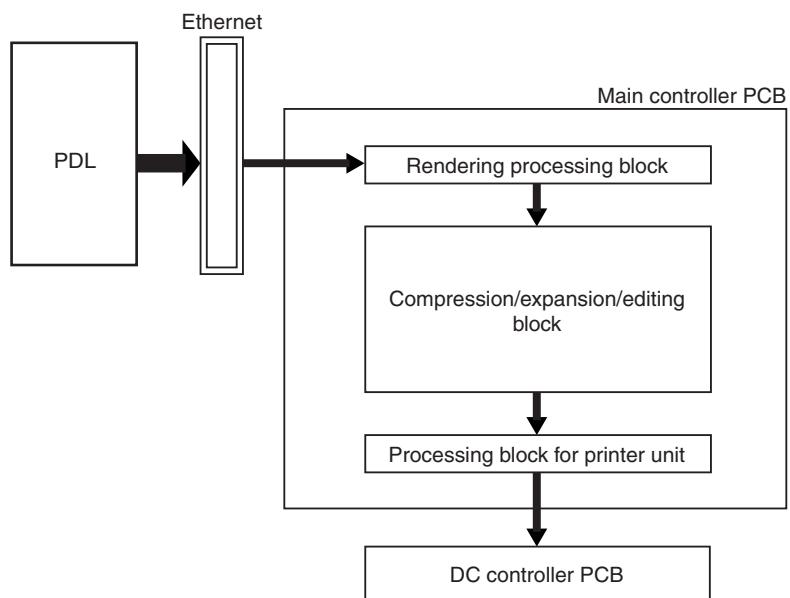 Ethernet
Main controller PCB
PDL
Rendering processing block
Compression/expansion/editing
block
Processing block for printer unit
DC controller PCB